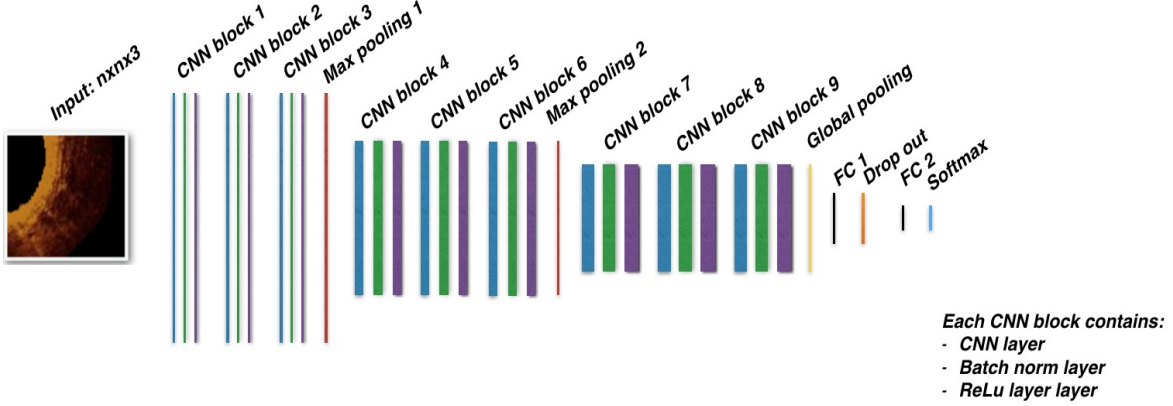 Input: nxnx3
CNN block 1
CNN block 2
CNN block 3
Max pooling 1
CNN block 4
CNN block 5
CNN block 6
Max pooling 2
CNN block 7
CNN block 8
CNN block 9
Global pooling
FC 1
Drop out
FC 2
Softmax
Each CNN block contains:
- CNN layer
- Batch norm layer
- ReLu layer layer